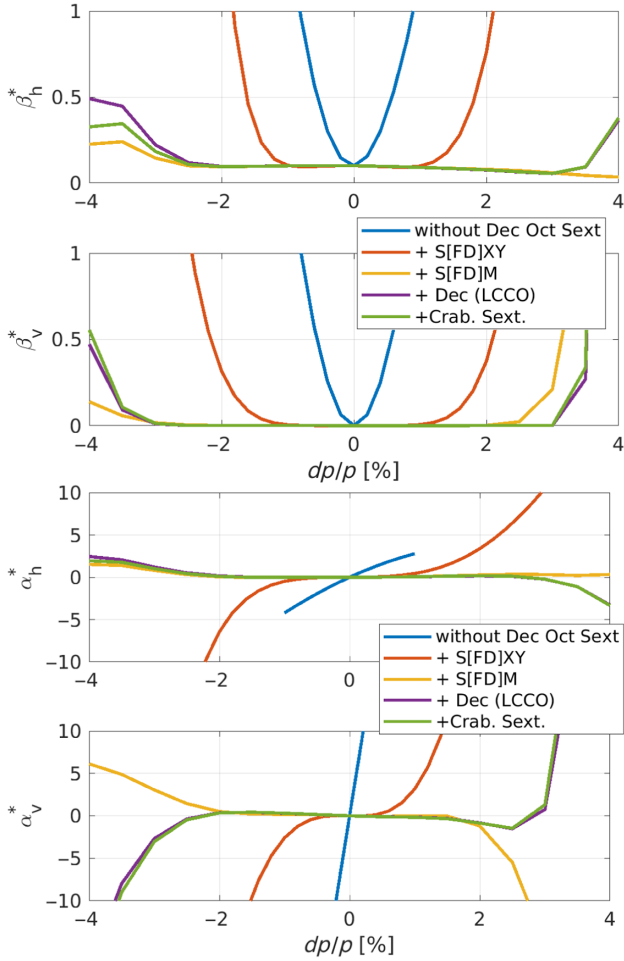 1
0.5
0
β*h
-4
-2
0
2
4
without Dec Oct Sext
+ S[FD]XY
+ S[FD]M
+ Dec (LCCO)
+Crab. Sext.
1
0.5
0
β*v
-4
-2
0
2
4
dp/p [%]
10
5
0
-5
-10
α*h
-4
-2
0
4
without Dec Oct Sext
+ S[FD]XY
+ S[FD]M
+ Dec (LCCO)
+Crab. Sext.
10
5
0
-5
-10
α*v
-4
-2
0
2
4
dp/p [%]